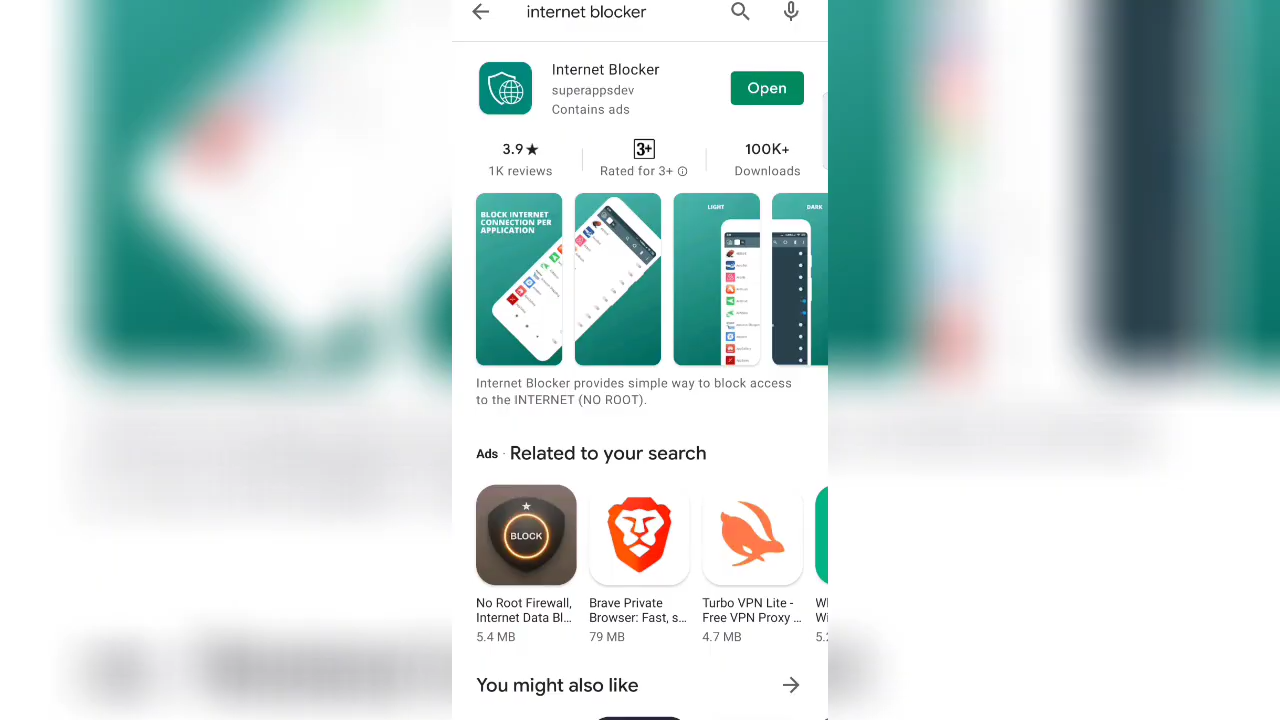 internet blocker
Internet Blocker
superappsdev
Contains ads
Open
3.9★
1K reviews
3+
Rated for 3+
100K+
Downloads
BLOCK INTERNET
CONNECTION PER
APPLICATION
LIGHT
DARK
Internet Blocker provides simple way to block access
to the INTERNET (NO ROOT).
Ads · Related to your search
BLOCK
No Root Firewall,
Internet Data Bl...
5.4 MB
Brave Private
Browser: Fast, s...
79 MB
Turbo VPN Lite -
Free VPN Proxy ...
4.7 MB
You might also like